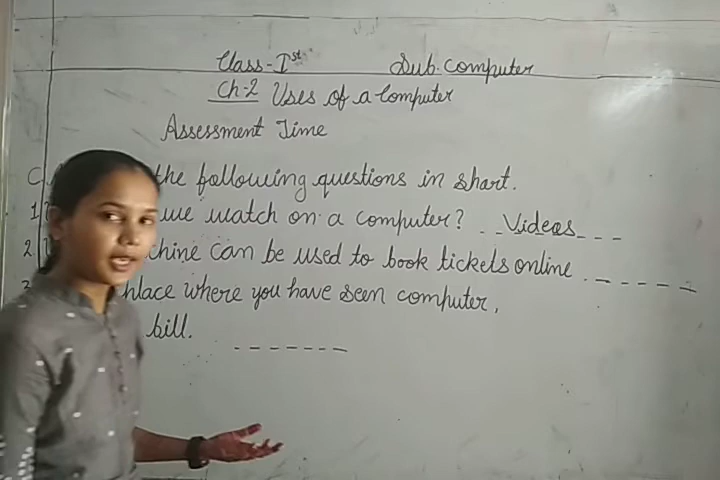 Class-Ist Sub. Computer
Ch-2 Uses of a Computer
Assessment Time
C the following questions in short.
1 we watch on a computer? _ _ Videos _ _ _
2 chine can be used to book tickets online _ _ _ _ _ _
place where you have seen computer,
bill. _ _ _ _ _ _ _